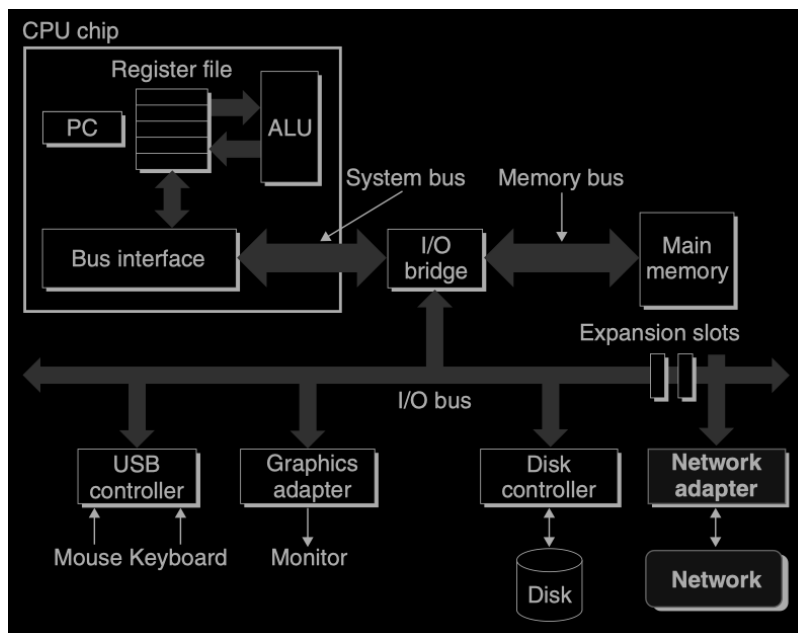 CPU chip
Register file
PC
ALU
System bus
Memory bus
Bus interface
I/O
bridge
Main
memory
Expansion slots
I/O bus
USB
controller
Graphics
adapter
Disk
controller
Network
adapter
Mouse Keyboard
Monitor
Disk
Network